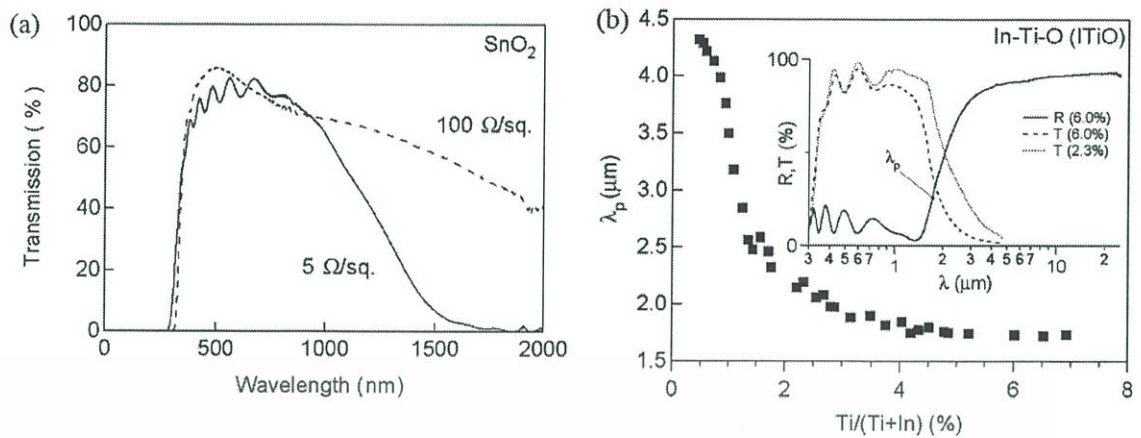 (a)
100
80
60
40
20
0
Transmission ( % )
SnO₂
100 Ω/sq.
5 Ω/sq.
500
1000
1500
2000
Wavelength (nm)
(b)
4.5
4.0
3.5
3.0
2.5
2.0
1.5
λp (μm)
In-Ti-O (ITiO)
100
0
R,T (%)
R (6.0%)
T (6.0%)
T (2.3%)
λp
3 4 5 6 7 1 2 3 4 5 6 7 10 2
λ (μm)
0
2
4
6
8
Ti/(Ti+In) (%)